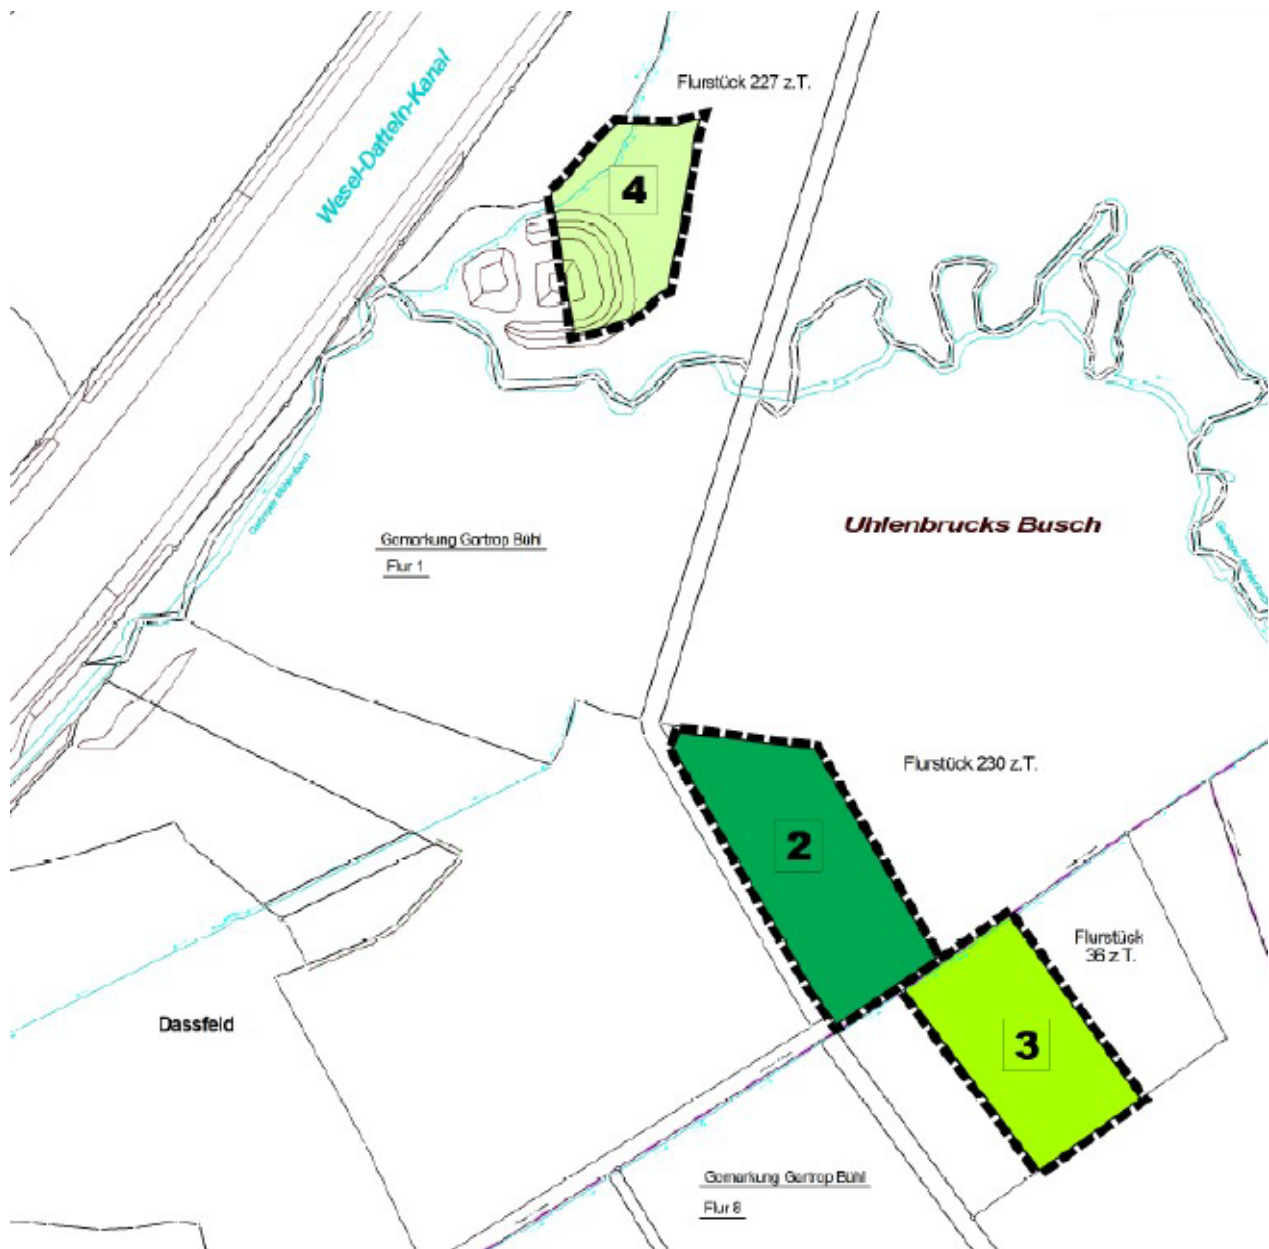 Flurstück 227 z.T.
Wesel-Datteln-Kanal
4
Uhlenbrucks Busch
Gemarkung Gartrop Bühl
Flur 1
Flurstück 230 z.T.
2
Flurstück
36 z.T.
Dassfeld
3
Gemarkung Gartrop Bühl
Flur 8